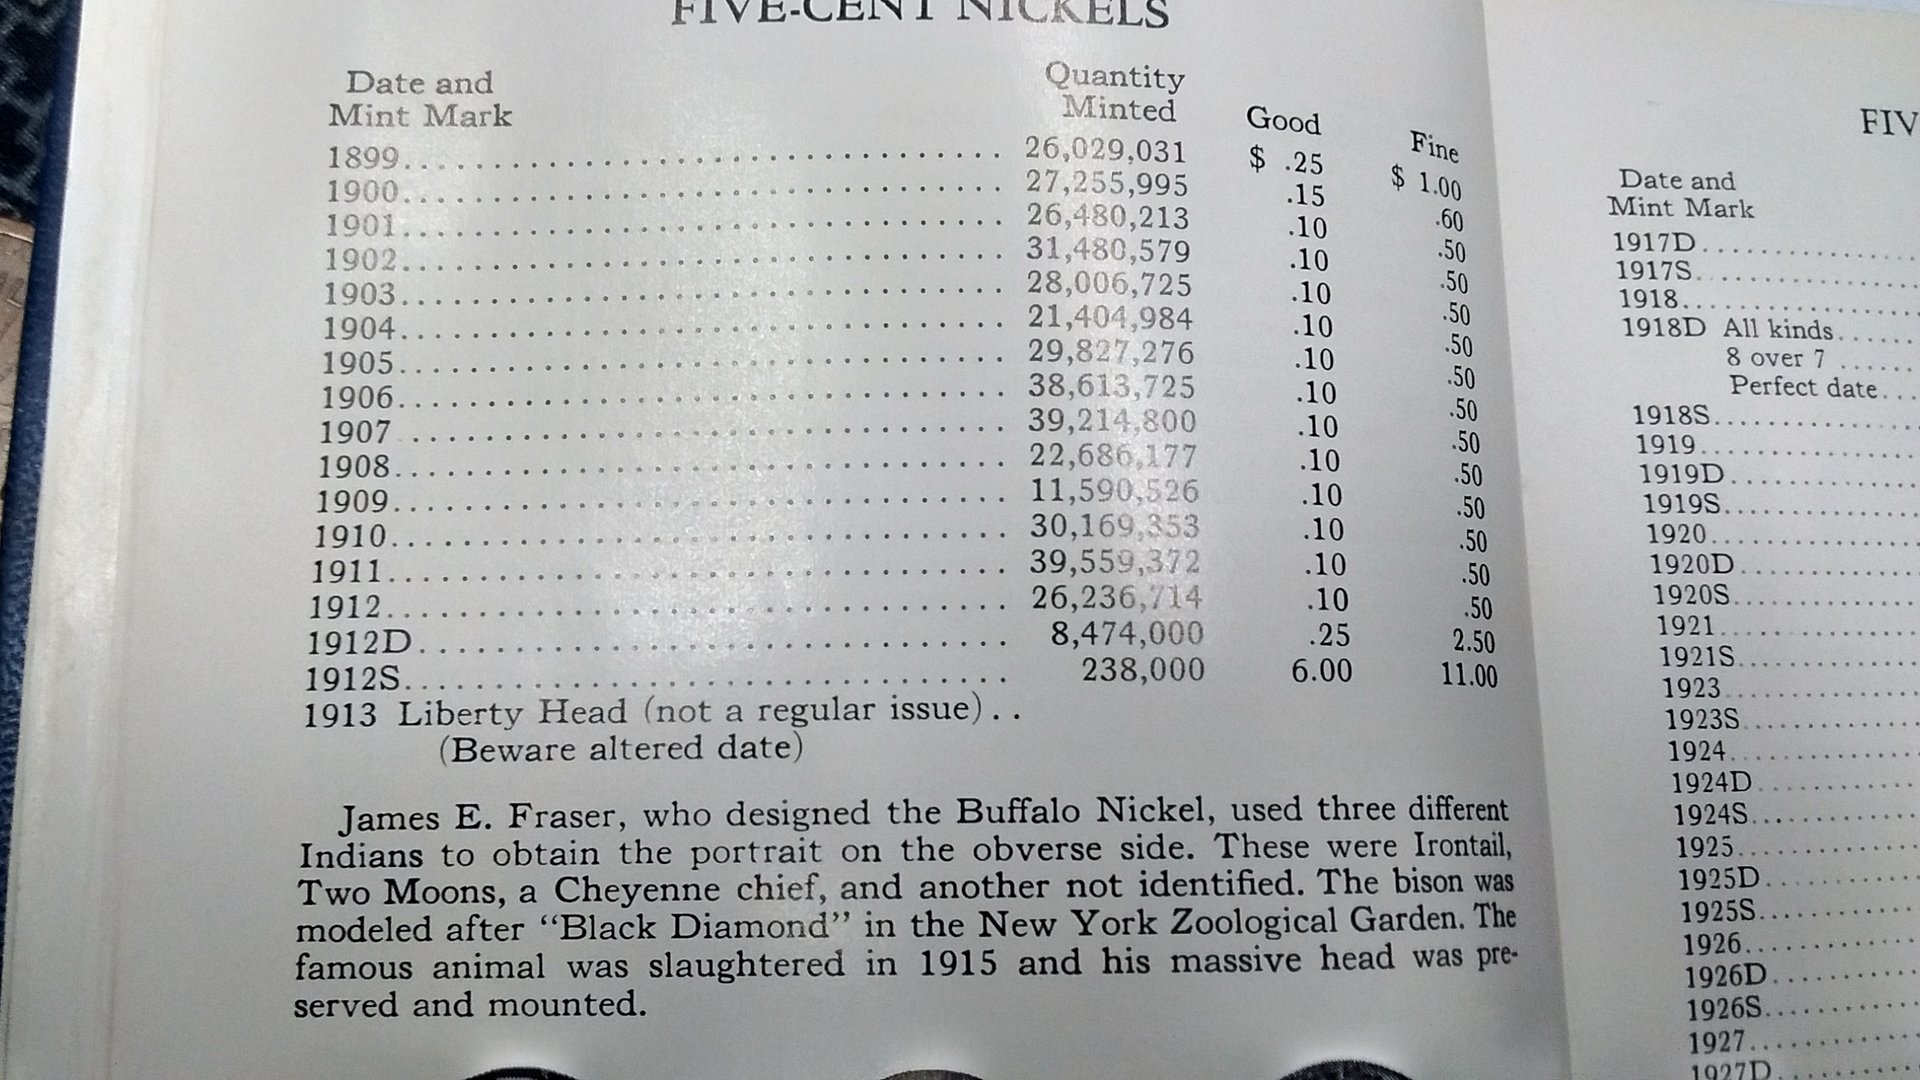 FIVE-CENT NICKELS
Date and Mint Mark Quantity Minted Good Fine
1899 26,029,031 $ .25 $ 1.00
1900 27,255,995 .15 .60
1901 26,480,213 .10 .50
1902 31,480,579 .10 .50
1903 28,006,725 .10 .50
1904 21,404,984 .10 .50
1905 29,827,276 .10 .50
1906 38,613,725 .10 .50
1907 39,214,800 .10 .50
1908 22,686,177 .10 .50
1909 11,590,526 .10 .50
1910 30,169,353 .10 .50
1911 39,559,372 .10 .50
1912 26,236,714 .10 .50
1912D 8,474,000 .25 2.50
1912S 238,000 6.00 11.00
1913 Liberty Head (not a regular issue)
(Beware altered date)
James E. Fraser, who designed the Buffalo Nickel, used three different
Indians to obtain the portrait on the obverse side. These were Irontail,
Two Moons, a Cheyenne chief, and another not identified. The bison was
modeled after “Black Diamond” in the New York Zoological Garden. The
famous animal was slaughtered in 1915 and his massive head was pre-
served and mounted.
FIV
Date and
Mint Mark
1917D
1917S
1918
1918D All kinds
8 over 7
Perfect date
1918S
1919
1919D
1919S
1920
1920D
1920S
1921
1921S
1923
1923S
1924
1924D
1924S
1925
1925D
1925S
1926
1926D
1926S
1927
1927D